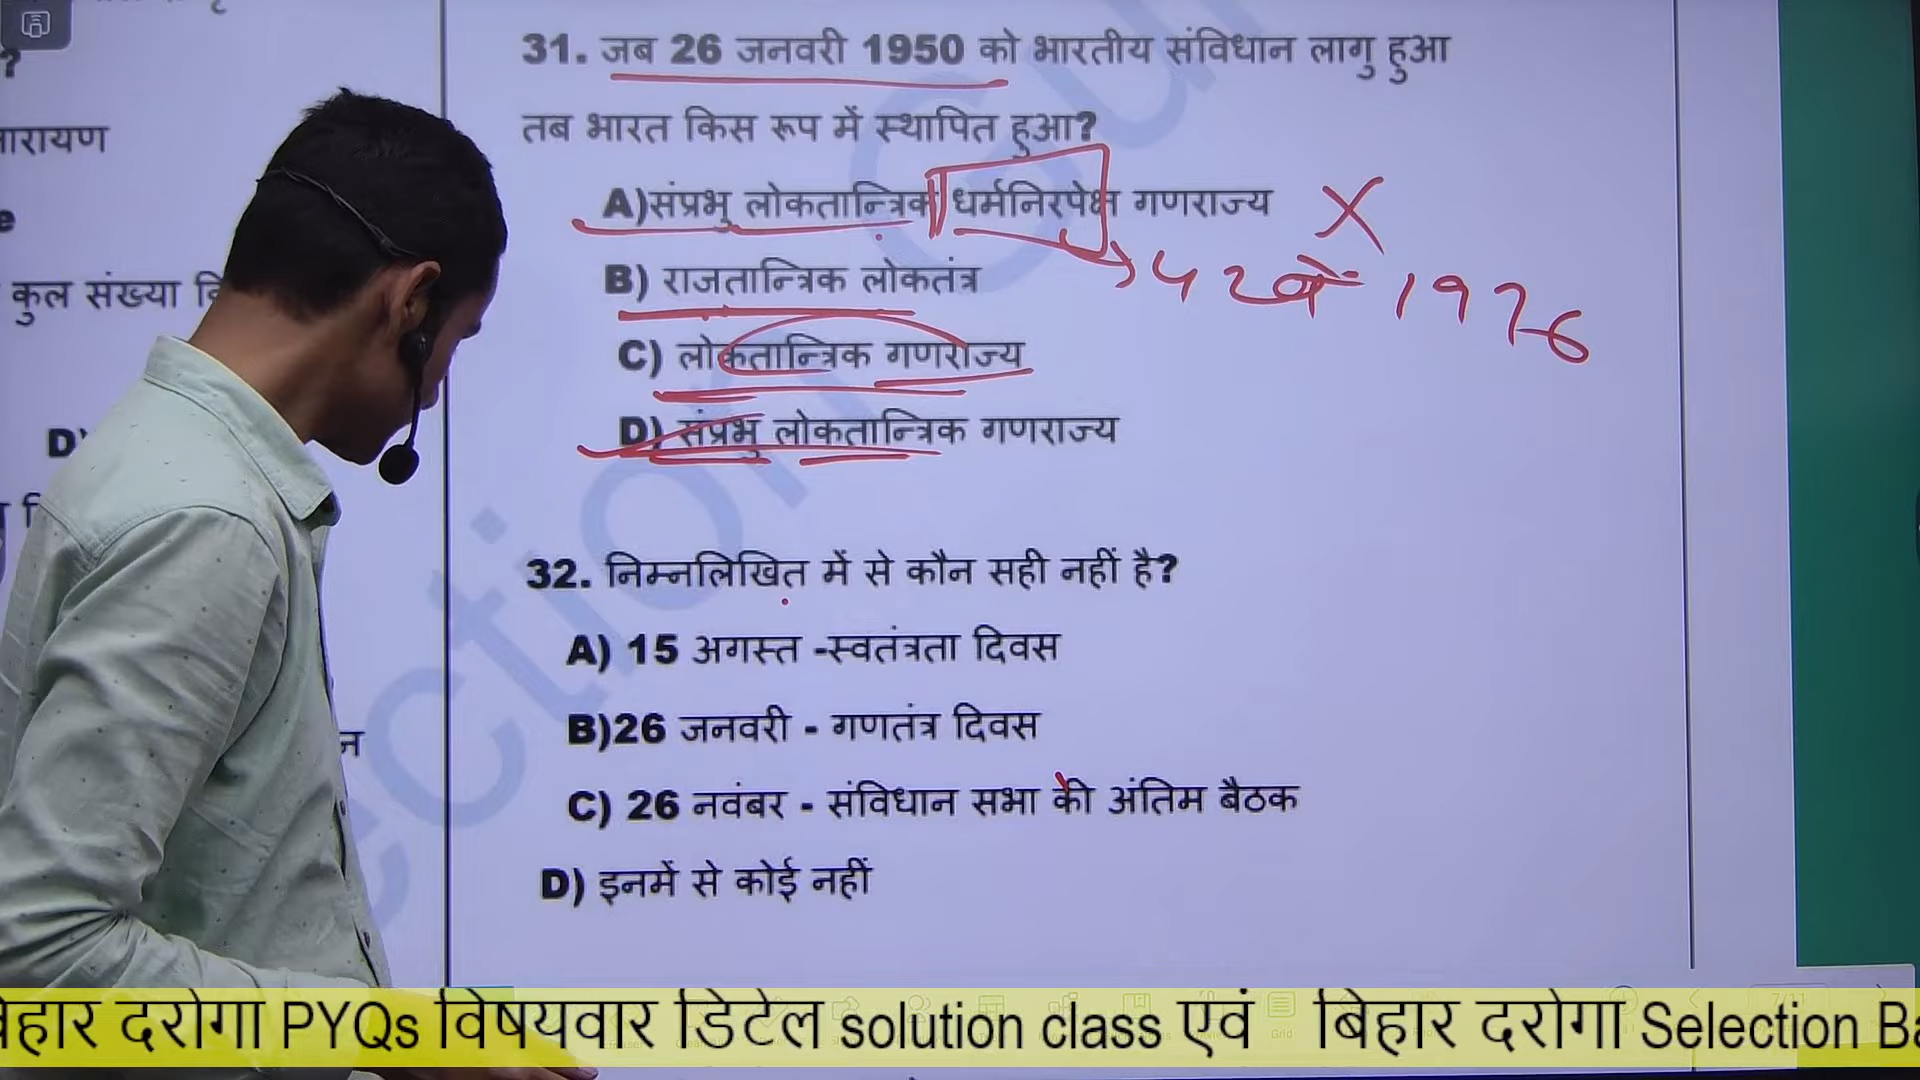 ?
नारायण
e
कुल संख्या
31. जब 26 जनवरी 1950 को भारतीय संविधान लागु हुआ
तब भारत किस रूप में स्थापित हुआ?
A)संप्रभु लोकतान्त्रिक धर्मनिरपेक्ष गणराज्य X
42वें 1976
B) राजतान्त्रिक लोकतंत्र
C) लोकतान्त्रिक गणराज्य
D) संप्रभु लोकतान्त्रिक गणराज्य
32. निम्नलिखित में से कौन सही नहीं है?
A) 15 अगस्त -स्वतंत्रता दिवस
B)26 जनवरी - गणतंत्र दिवस
C) 26 नवंबर - संविधान सभा की अंतिम बैठक
D) इनमें से कोई नहीं
बिहार दरोगा PYQs विषयवार डिटेल solution class एवं बिहार दरोगा Selection Ba